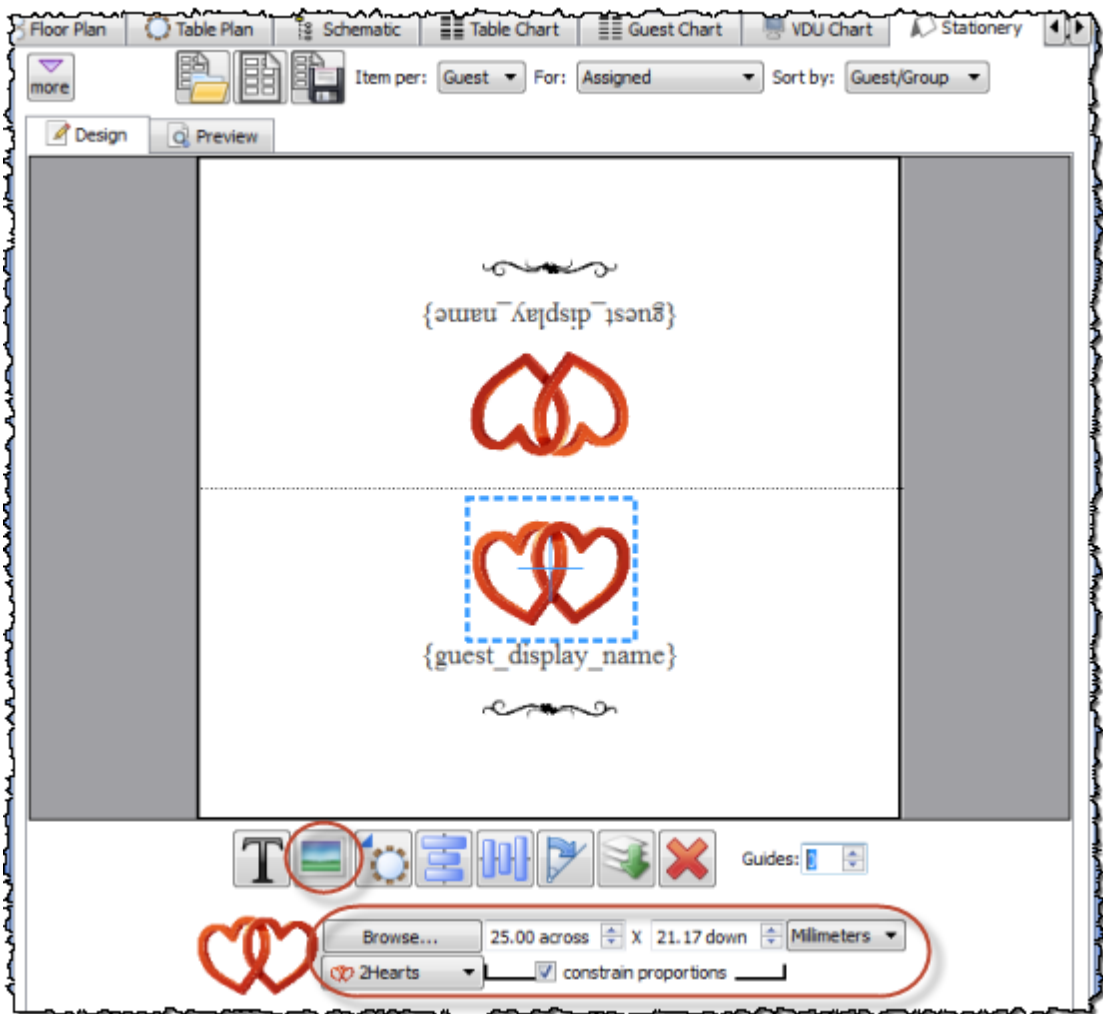 Floor Plan Table Plan Schematic Table Chart Guest Chart VDU Chart Stationery
more Item per: Guest For: Assigned Sort by: Guest/Group
Design Preview
{guest_display_name}
{guest_display_name}
T Guides:
Browse... 25.00 across X 21.17 down Milimeters
2Hearts constrain proportions